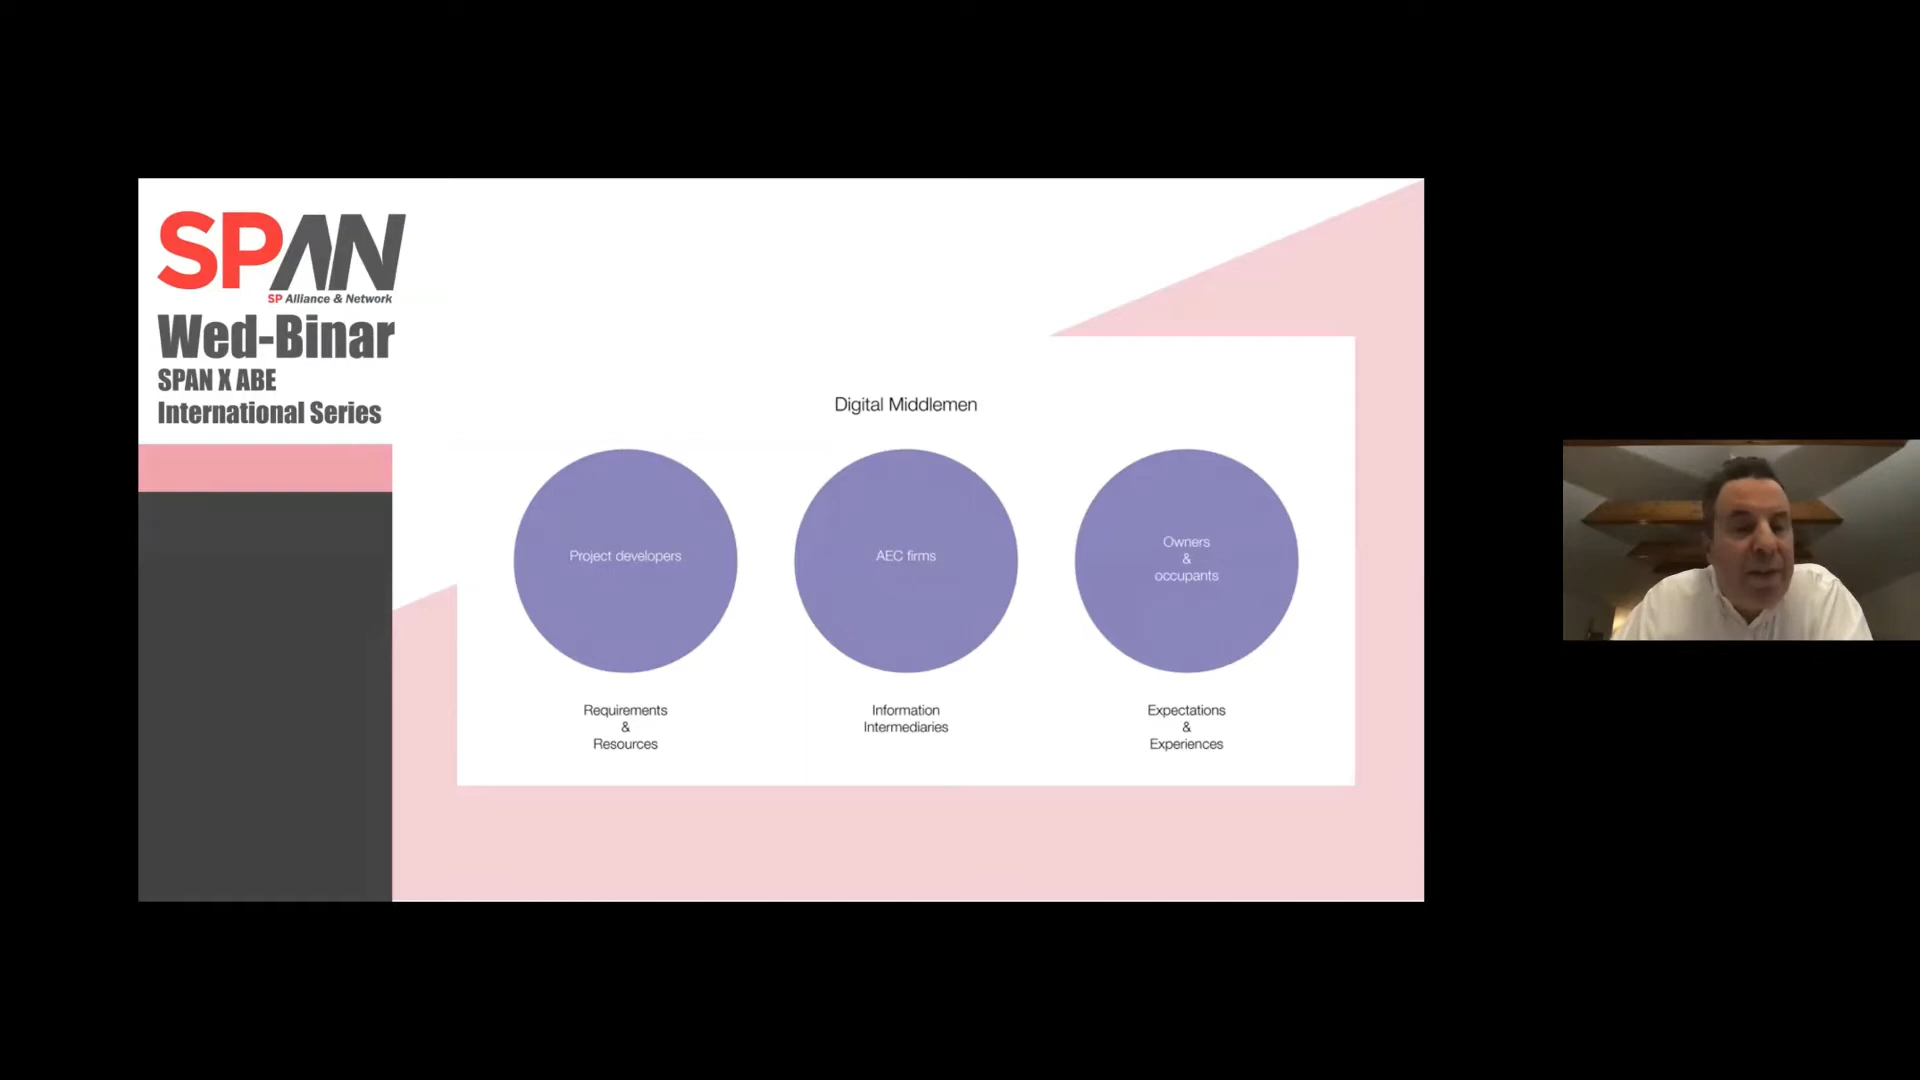 SPAN
SP Alliance & Network
Wed-Binar
SPAN X ABE
International Series
Digital Middlemen
Project developers
AEC firms
Owners
&
occupants
Requirements
&
Resources
Information
Intermediaries
Expectations
&
Experiences